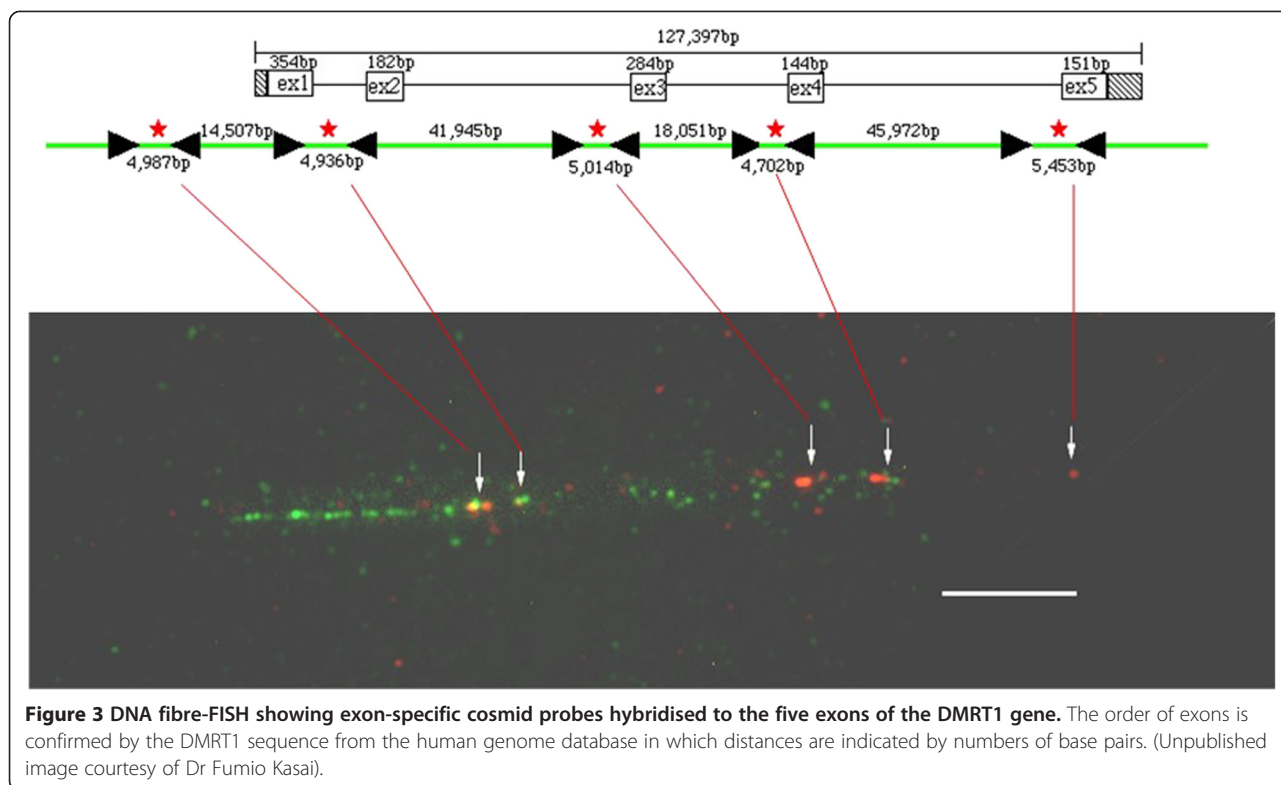 127,397bp
354bp 182bp 284bp 144bp 151bp
ex1 ex2 ex3 ex4 ex5
14,507bp 41,945bp 18,051bp 45,972bp
4,987bp 4,936bp 5,014bp 4,702bp 5,453bp
Figure 3 DNA fibre-FISH showing exon-specific cosmid probes hybridised to the five exons of the DMRT1 gene. The order of exons is
confirmed by the DMRT1 sequence from the human genome database in which distances are indicated by numbers of base pairs. (Unpublished
image courtesy of Dr Fumio Kasai).